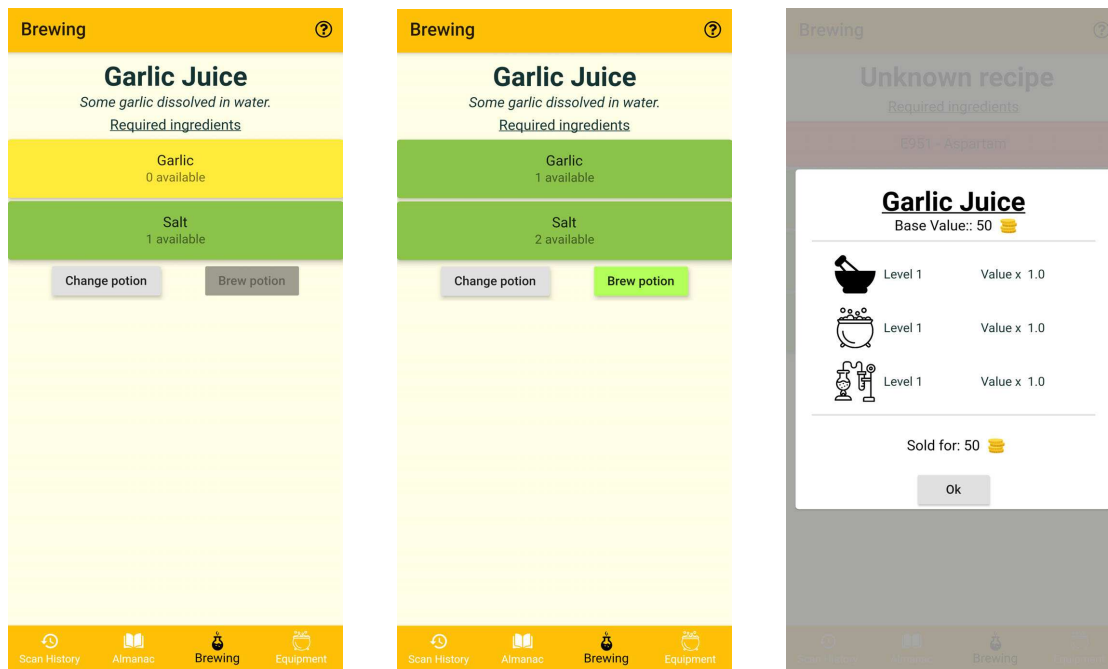 Brewing
Garlic Juice
Some garlic dissolved in water.
Required ingredients
Garlic
0 available
Salt
1 available
Change potion
Brew potion
Scan History
Almanac
Brewing
Equipment
Brewing
Garlic Juice
Some garlic dissolved in water.
Required ingredients
Garlic
1 available
Salt
2 available
Change potion
Brew potion
Scan History
Almanac
Brewing
Equipment
Brewing
Unknown recipe
Required ingredients
E951 - Aspartam
Garlic Juice
Base Value:: 50
Level 1 Value x 1.0
Level 1 Value x 1.0
Level 1 Value x 1.0
Sold for: 50
Ok
Brewing